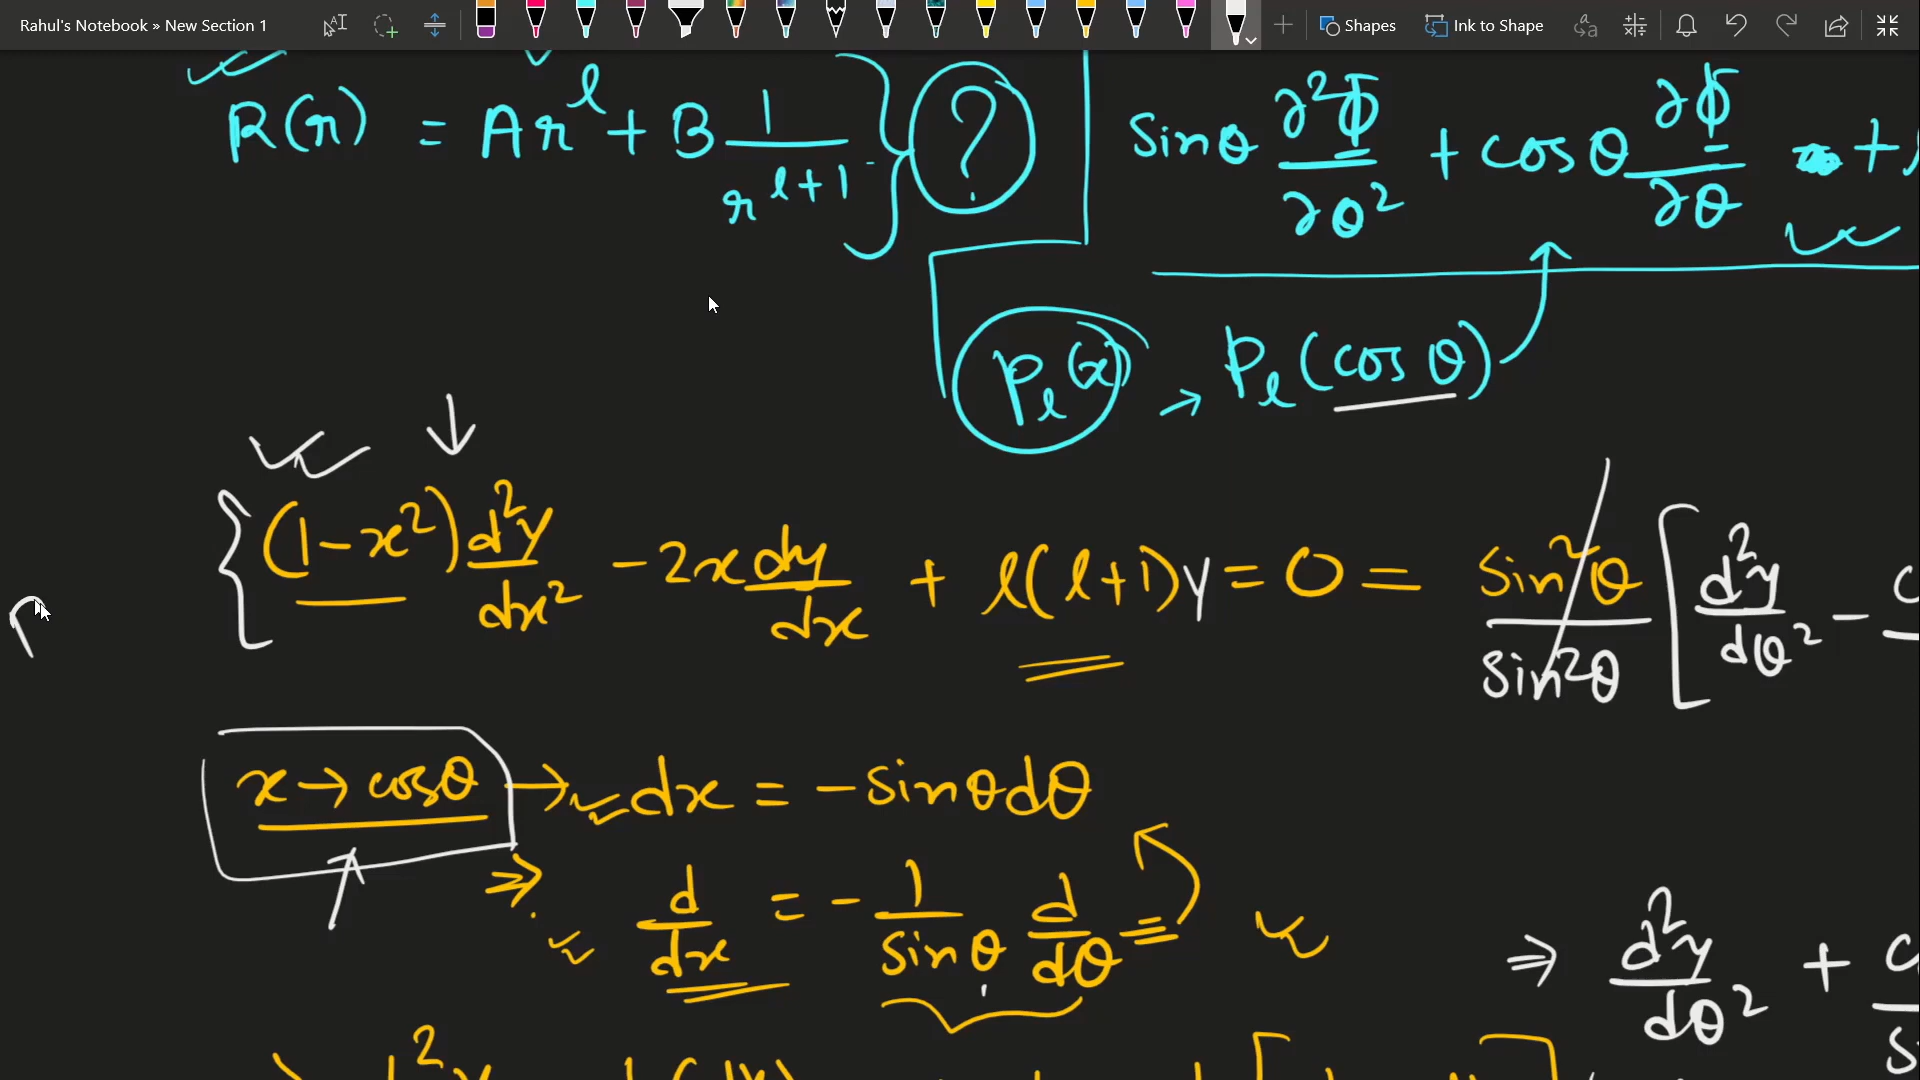 Rahul's Notebook » New Section 1
Shapes
Ink to Shape
R(r) = Ar^l + B 1/r^(l+1) } ?
sinθ ∂²Φ/∂θ² + cosθ ∂Φ/∂θ +
P_l(x) → P_l(cosθ)
{ (1-x²) d²y/dx² - 2x dy/dx + l(l+1)y = 0 = sin²θ/sin²θ [ d²y/dθ² -
x → cosθ → dx = - sinθdθ
⇒ d/dx = - 1/sinθ d/dθ =
⇒ d²y/dθ² +